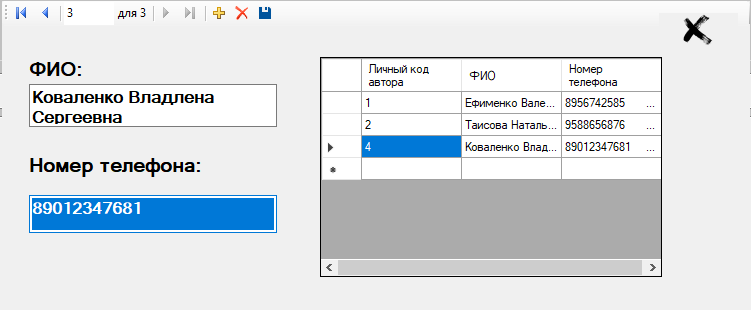 3 для 3
ФИО:
Коваленко Владлена
Сергеевна
Номер телефона:
89012347681
Личный код автора ФИО Номер телефона
1 Ефименко Вале... 8956742585 ...
2 Таисова Наталь... 9588656876 ...
4 Коваленко Влад... 89012347681 ...